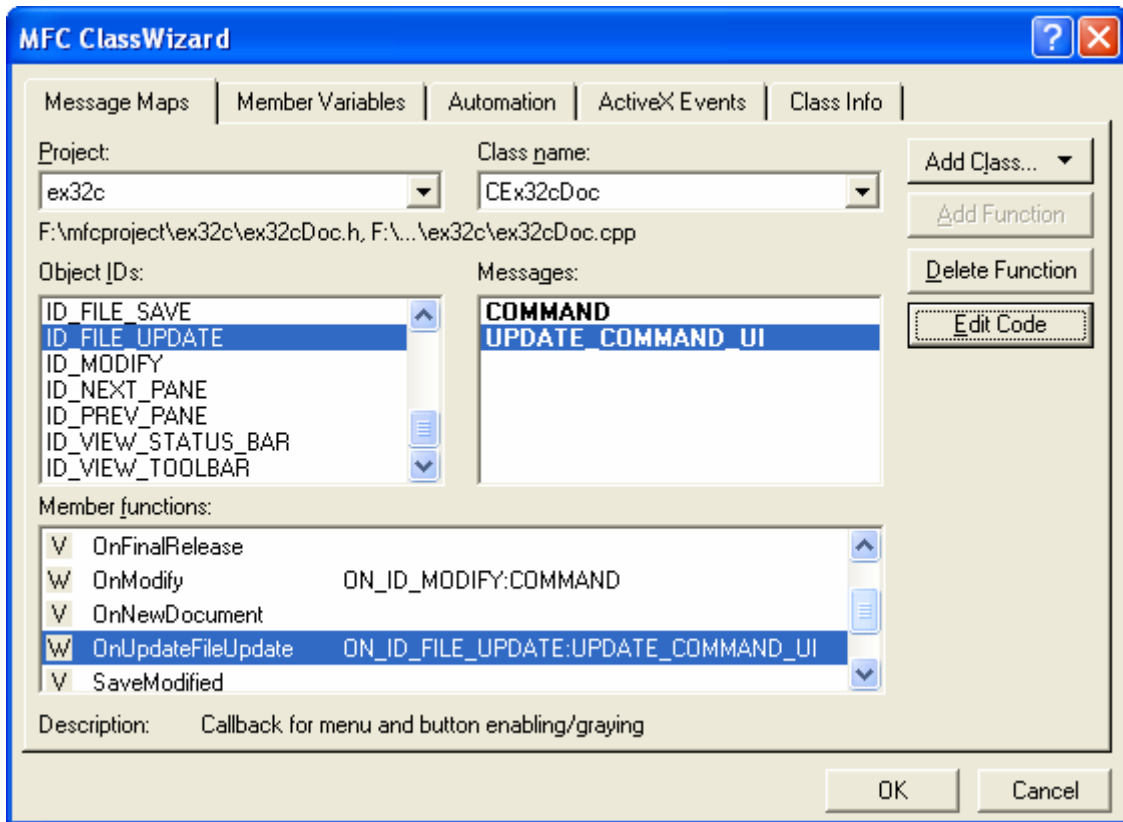 MFC ClassWizard
Message Maps Member Variables Automation ActiveX Events Class Info
Project: Class name:
Add Class...
ex32c CEx32cDoc
Add Function
F:\mfcproject\ex32c\ex32cDoc.h, F:\...\ex32c\ex32cDoc.cpp
Object IDs: Messages:
Delete Function
ID_FILE_SAVE COMMAND
ID_FILE_UPDATE UPDATE_COMMAND_UI
Edit Code
ID_MODIFY
ID_NEXT_PANE
ID_PREV_PANE
ID_VIEW_STATUS_BAR
ID_VIEW_TOOLBAR
Member functions:
V OnFinalRelease
W OnModify ON_ID_MODIFY:COMMAND
V OnNewDocument
W OnUpdateFileUpdate ON_ID_FILE_UPDATE:UPDATE_COMMAND_UI
V SaveModified
Description: Callback for menu and button enabling/graying
OK Cancel